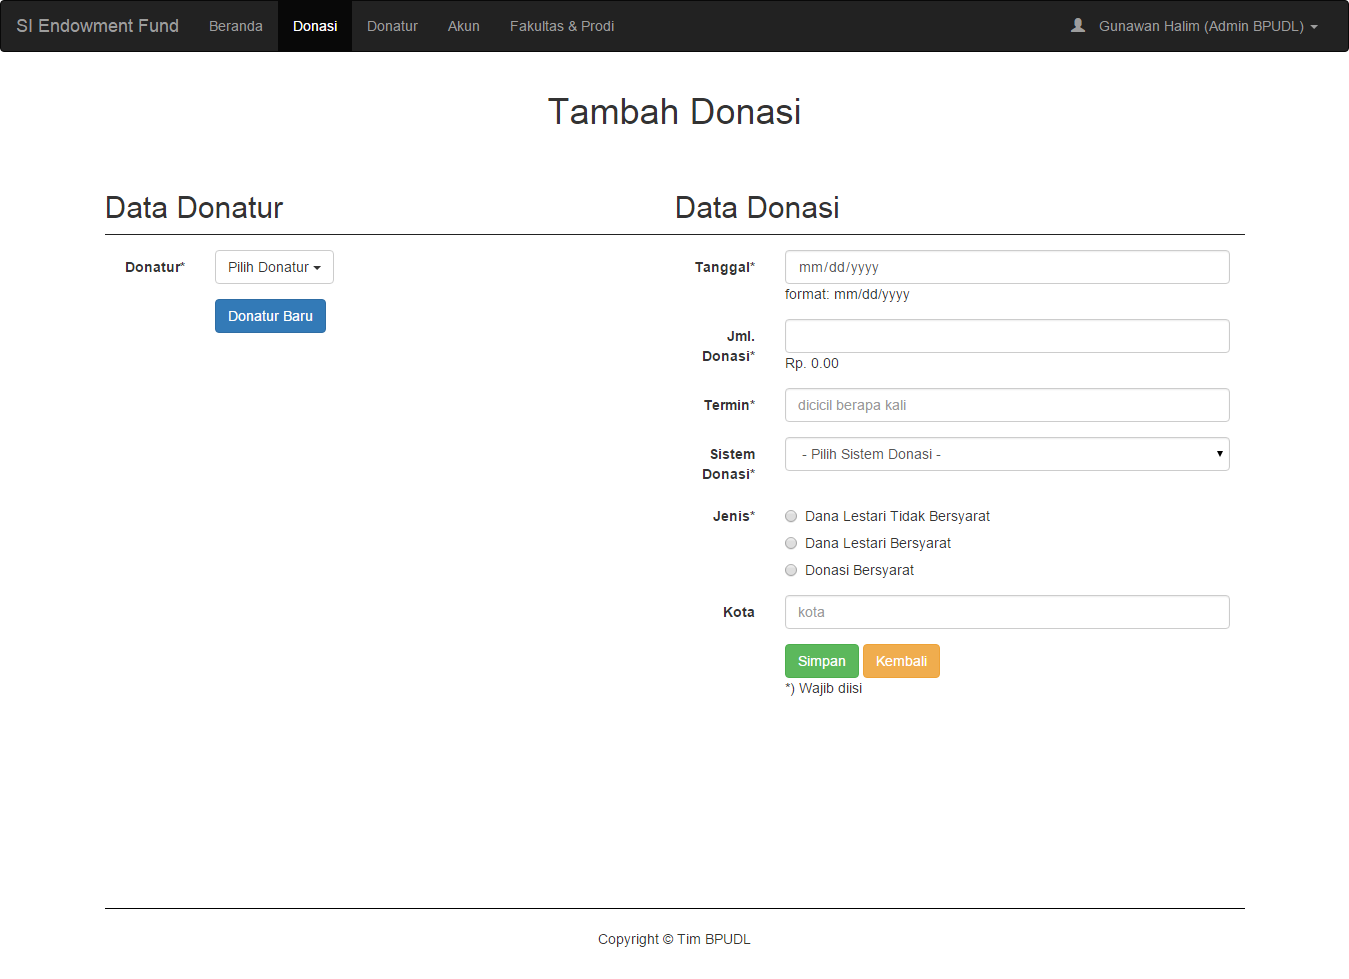 SI Endowment Fund Beranda Donasi Donatur Akun Fakultas & Prodi Gunawan Halim (Admin BPUDL)
Tambah Donasi
Data Donatur
Donatur* Pilih Donatur
Donatur Baru
Data Donasi
Tanggal* mm/dd/yyyy
format: mm/dd/yyyy
Jml.
Donasi*
Rp. 0.00
Termin* dicicil berapa kali
Sistem - Pilih Sistem Donasi -
Donasi*
Jenis* Dana Lestari Tidak Bersyarat
Dana Lestari Bersyarat
Donasi Bersyarat
Kota kota
Simpan Kembali
*) Wajib diisi
Copyright © Tim BPUDL